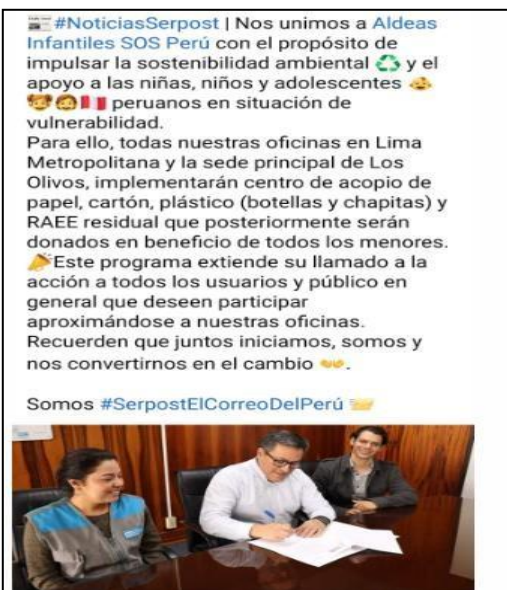 #NoticiasSerpost | Nos unimos a Aldeas
Infantiles SOS Perú con el propósito de
impulsar la sostenibilidad ambiental ♻️ y el
apoyo a las niñas, niños y adolescentes 👶
👧🧒🇵🇪 peruanos en situación de
vulnerabilidad.
Para ello, todas nuestras oficinas en Lima
Metropolitana y la sede principal de Los
Olivos, implementarán centro de acopio de
papel, cartón, plástico (botellas y chapitas) y
RAEE residual que posteriormente serán
donados en beneficio de todos los menores.
📣Este programa extiende su llamado a la
acción a todos los usuarios y público en
general que deseen participar
aproximándose a nuestras oficinas.
Recuerden que juntos iniciamos, somos y
nos convertirnos en el cambio 👐.
Somos #SerpostElCorreoDelPerú